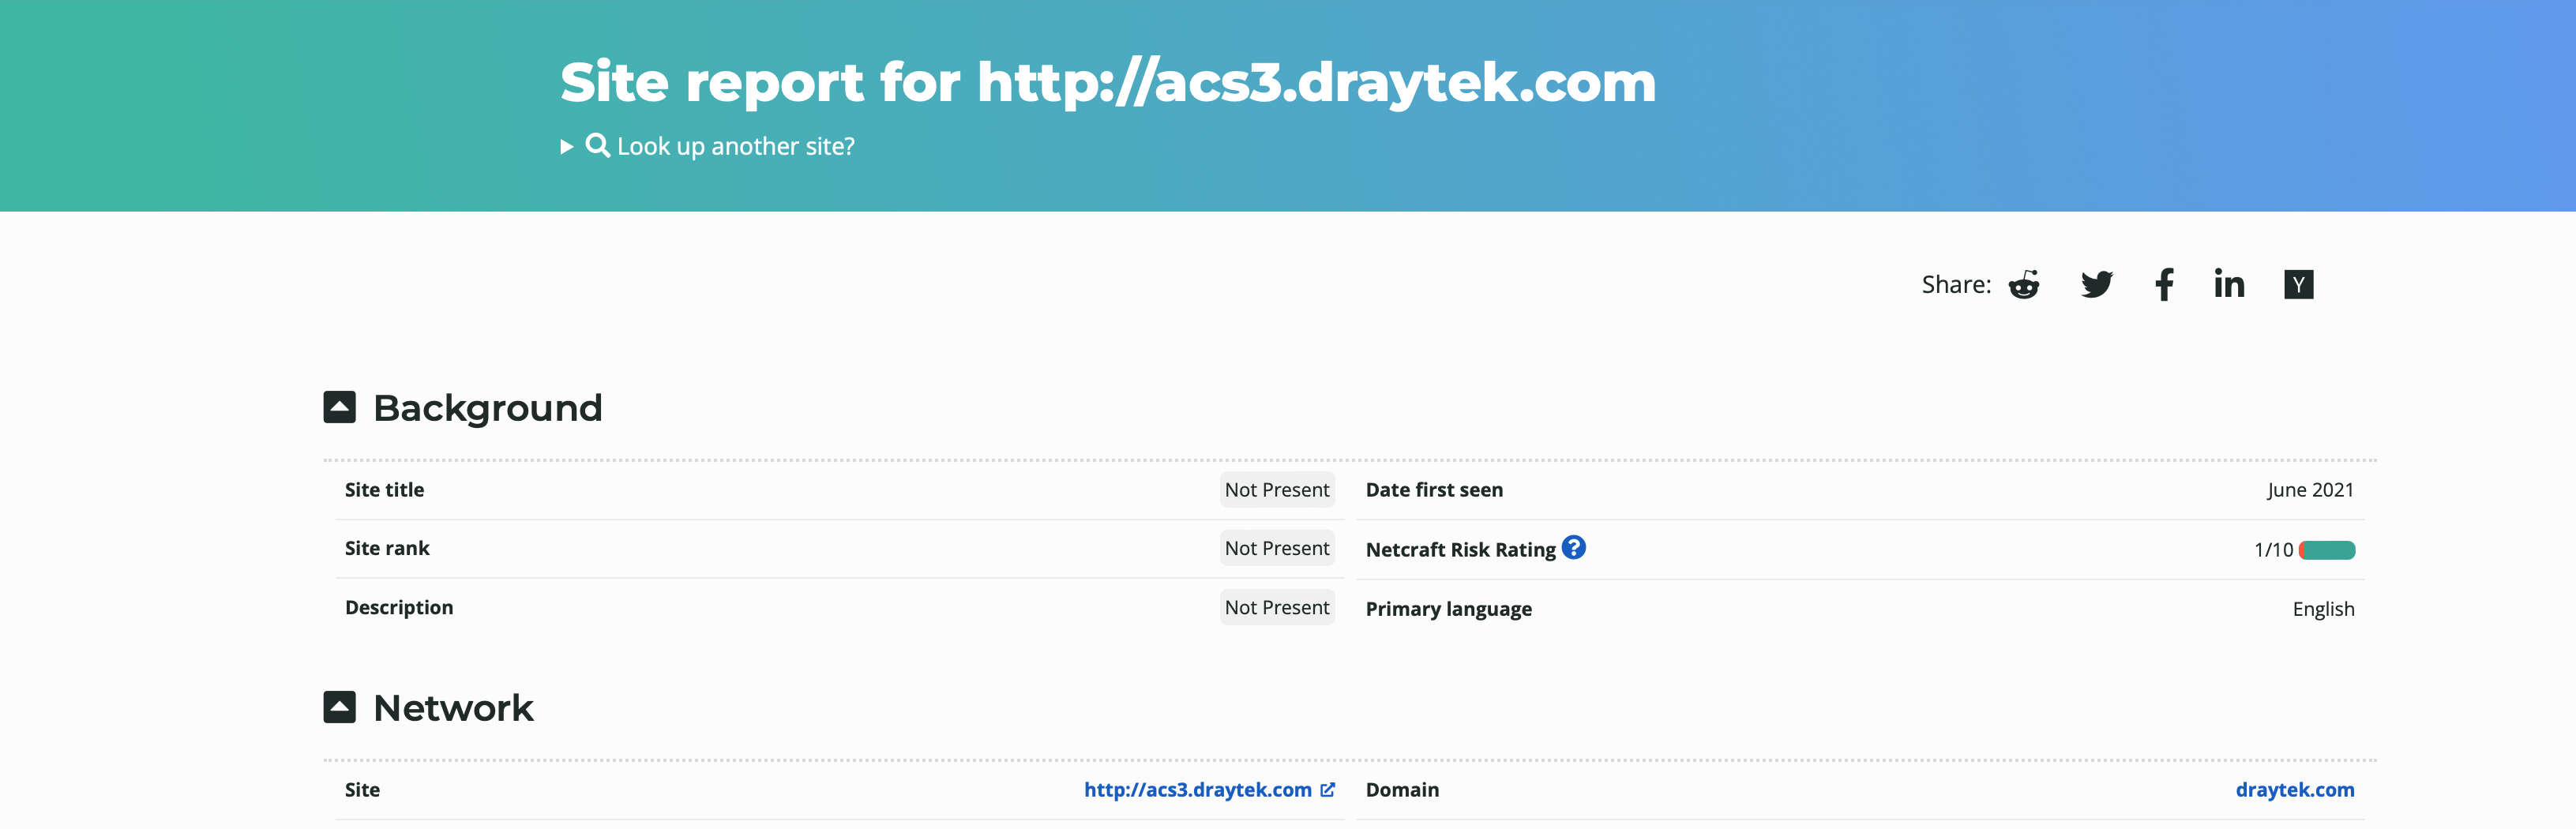 Site report for http://acs3.draytek.com
Look up another site?
Share:
Y
Background
Site title Not Present
Date first seen June 2021
Site rank Not Present
Netcraft Risk Rating ? 1/10
Description Not Present
Primary language English
Network
Site http://acs3.draytek.com
Domain draytek.com